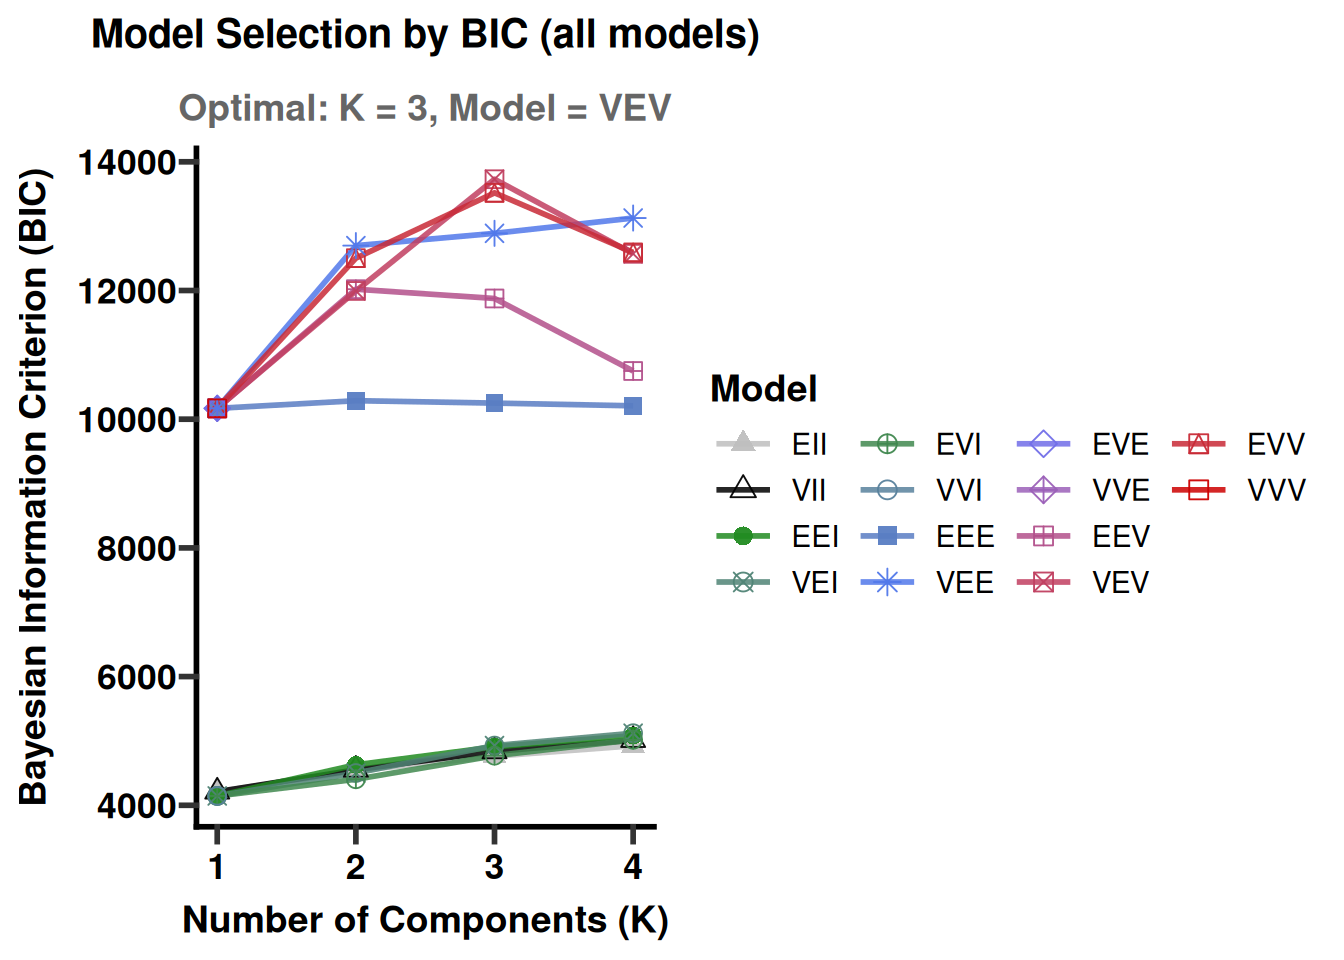 Model Selection by BIC (all models)
Optimal: K = 3, Model = VEV
Bayesian Information Criterion (BIC)
14000
12000
10000
8000
6000
4000
1 2 3 4
Number of Components (K)
Model
EII EVI EVE EVV
VII VVI VVE VVV
EEI EEE EEV
VEI VEE VEV